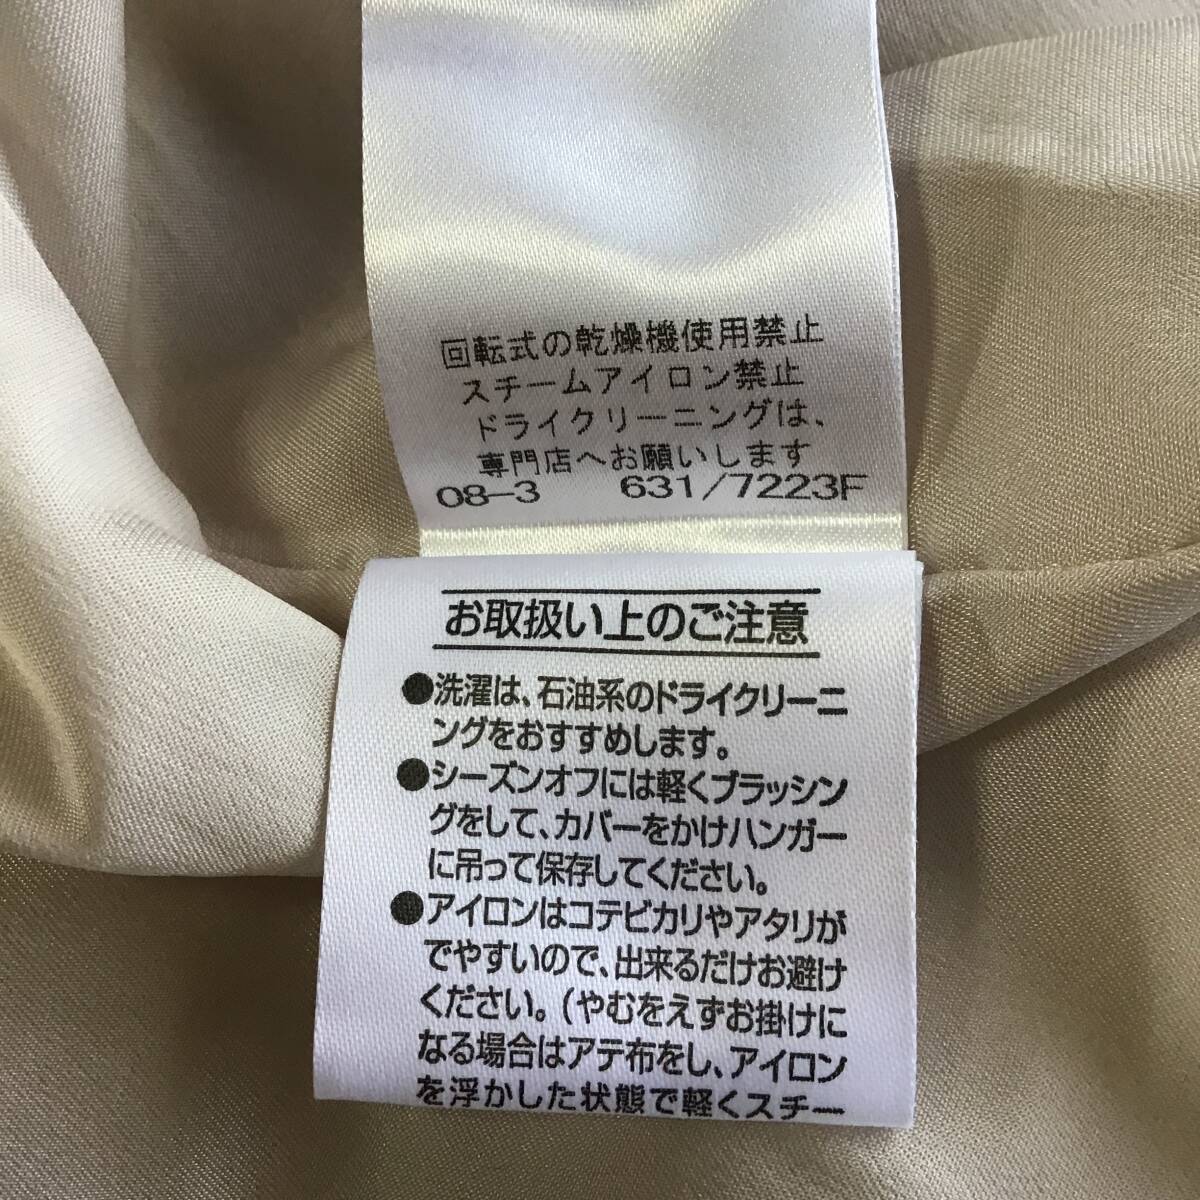 回転式の乾燥機使用禁止
スチームアイロン禁止
ドライクリーニングは、
専門店へお願いします
08-3 631/7223F
お取扱い上のご注意
●洗濯は、石油系のドライクリーニ
ングをおすすめします。
●シーズンオフには軽くブラッシン
グをして、カバーをかけハンガー
に吊って保存してください。
●アイロンはコテビカリやアタリが
でやすいので、出来るだけお避け
ください。(やむをえずお掛けに
なる場合はアテ布をし、アイロン
を浮かした状態で軽くスチー